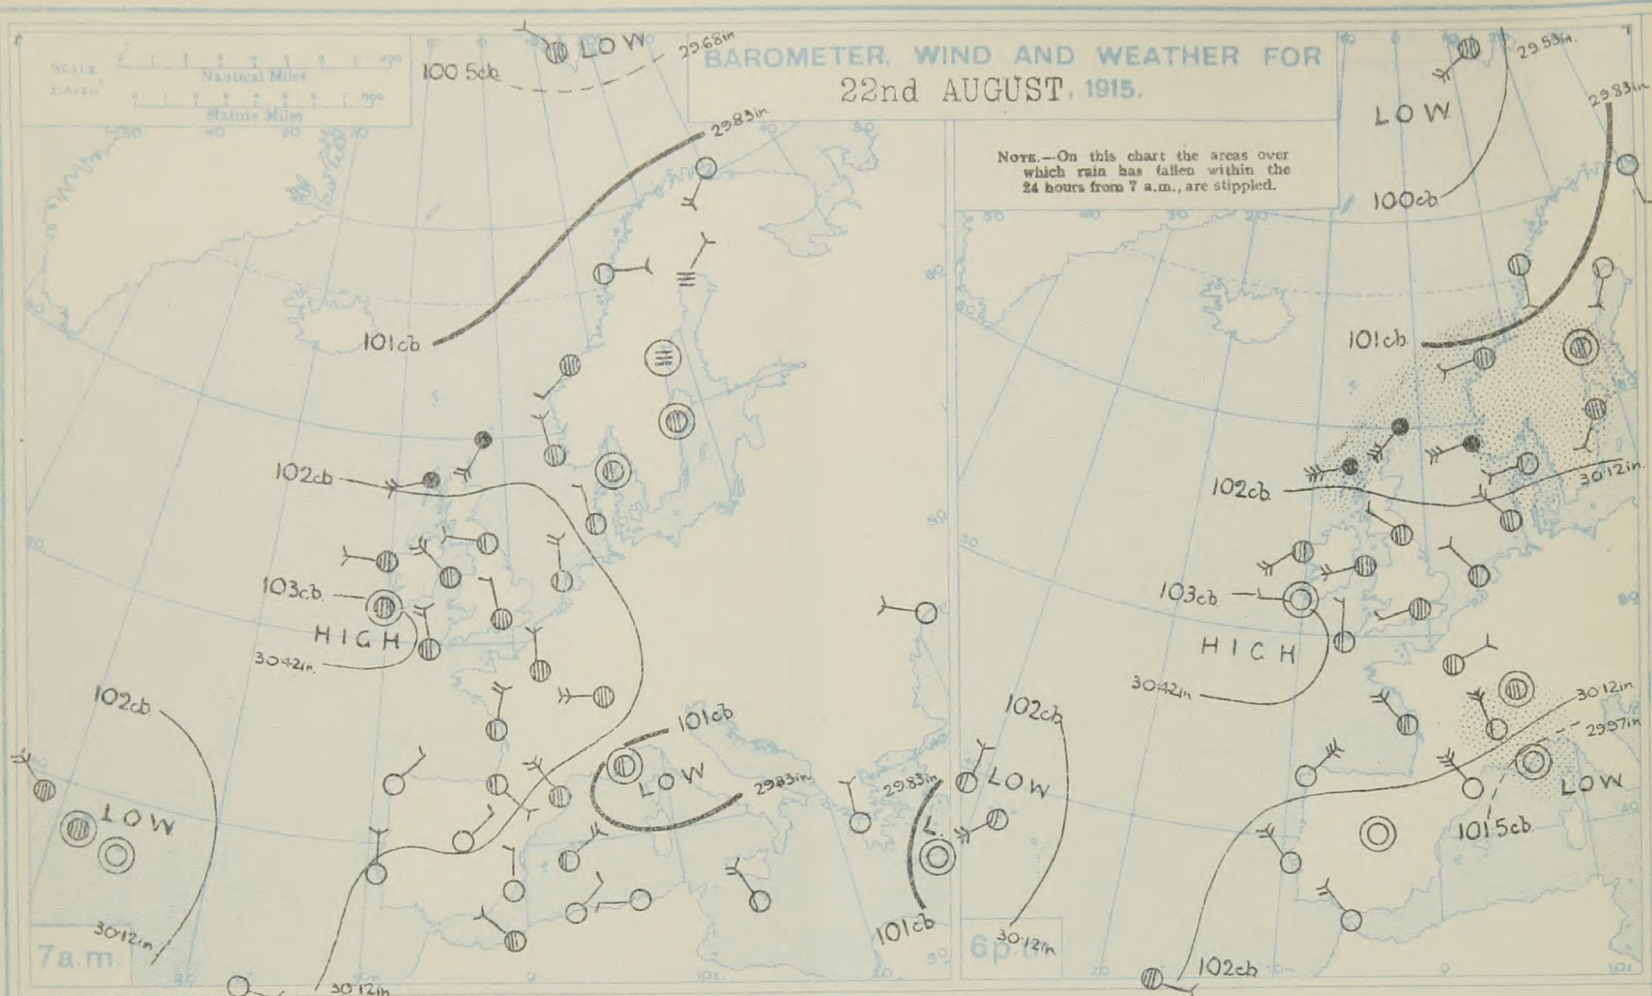 BAROMETER, WIND AND WEATHER FOR
22nd AUGUST, 1915.
NOTE.—On this chart the areas over
which rain has fallen within the
24 hours from 7 a.m., are stippled.
Nautical Miles
Statute Miles
LOW
29.68in
100.5cb
29.83in.
101cb
102cb
103cb
HIGH
30.42in.
102cb
LOW
30.12in.
101cb
LOW
29.83in.
29.83in.
L.
101cb
7a.m.
30.12in.
29.53in.
LOW
29.83in.
100cb
101cb
102cb
30.12in.
103cb
HIGH
30.42in.
102cb
LOW
30.12in.
29.97in.
LOW
101.5cb
30.12in.
102cb